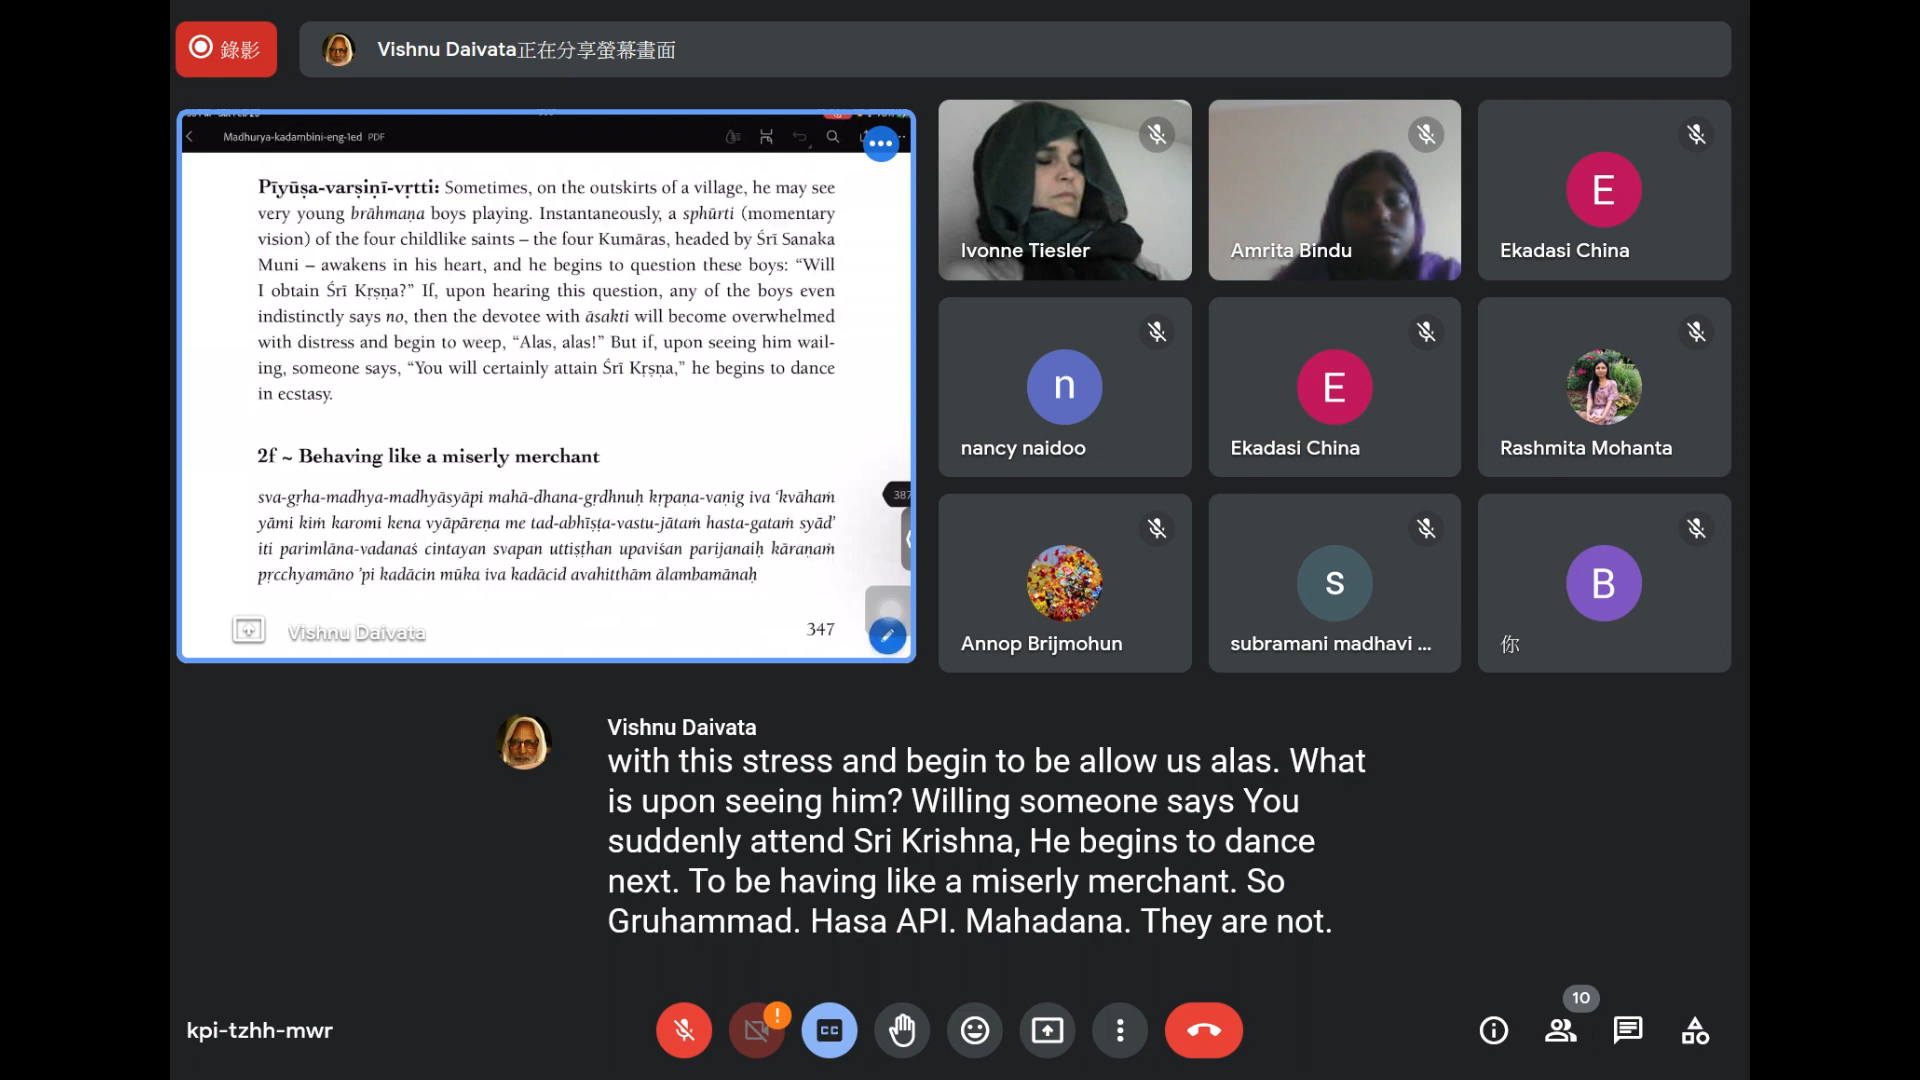 錄影
Vishnu Daivata正在分享螢幕畫面
Madhurya-kadambini-eng-1ed PDF
Pīyūṣa-varṣiṇī-vṛtti: Sometimes, on the outskirts of a village, he may see
very young brāhmaṇa boys playing. Instantaneously, a sphūrti (momentary
vision) of the four childlike saints – the four Kumāras, headed by Śrī Sanaka
Muni – awakens in his heart, and he begins to question these boys: “Will
I obtain Śrī Kṛṣṇa?” If, upon hearing this question, any of the boys even
indistinctly says no, then the devotee with āsakti will become overwhelmed
with distress and begin to weep, “Alas, alas!” But if, upon seeing him wail-
ing, someone says, “You will certainly attain Śrī Kṛṣṇa,” he begins to dance
in ecstasy.
2f ~ Behaving like a miserly merchant
sva-gṛha-madhya-madhyāsyāpi mahā-dhana-gṛdhnuḥ kṛpaṇa-vaṇig iva ‘kvāhaṁ
yāmi kiṁ karomi kena vyāpāreṇa me tad-abhīṣṭa-vastu-jātaṁ hasta-gataṁ syād’
iti parimlāna-vadanaś cintayan svapan uttiṣṭhan upaviśan parijanaiḥ kāraṇaṁ
pṛcchyamāno ’pi kadācin mūka iva kadācid avahitthām ālambamānaḥ
387
Vishnu Daivata
347
Ivonne Tiesler
Amrita Bindu
E
Ekadasi China
n
nancy naidoo
E
Ekadasi China
Rashmita Mohanta
Annop Brijmohun
s
subramani madhavi ...
B
你
Vishnu Daivata
with this stress and begin to be allow us alas. What
is upon seeing him? Willing someone says You
suddenly attend Sri Krishna, He begins to dance
next. To be having like a miserly merchant. So
Gruhammad. Hasa API. Mahadana. They are not.
kpi-tzhh-mwr
!
CC
10